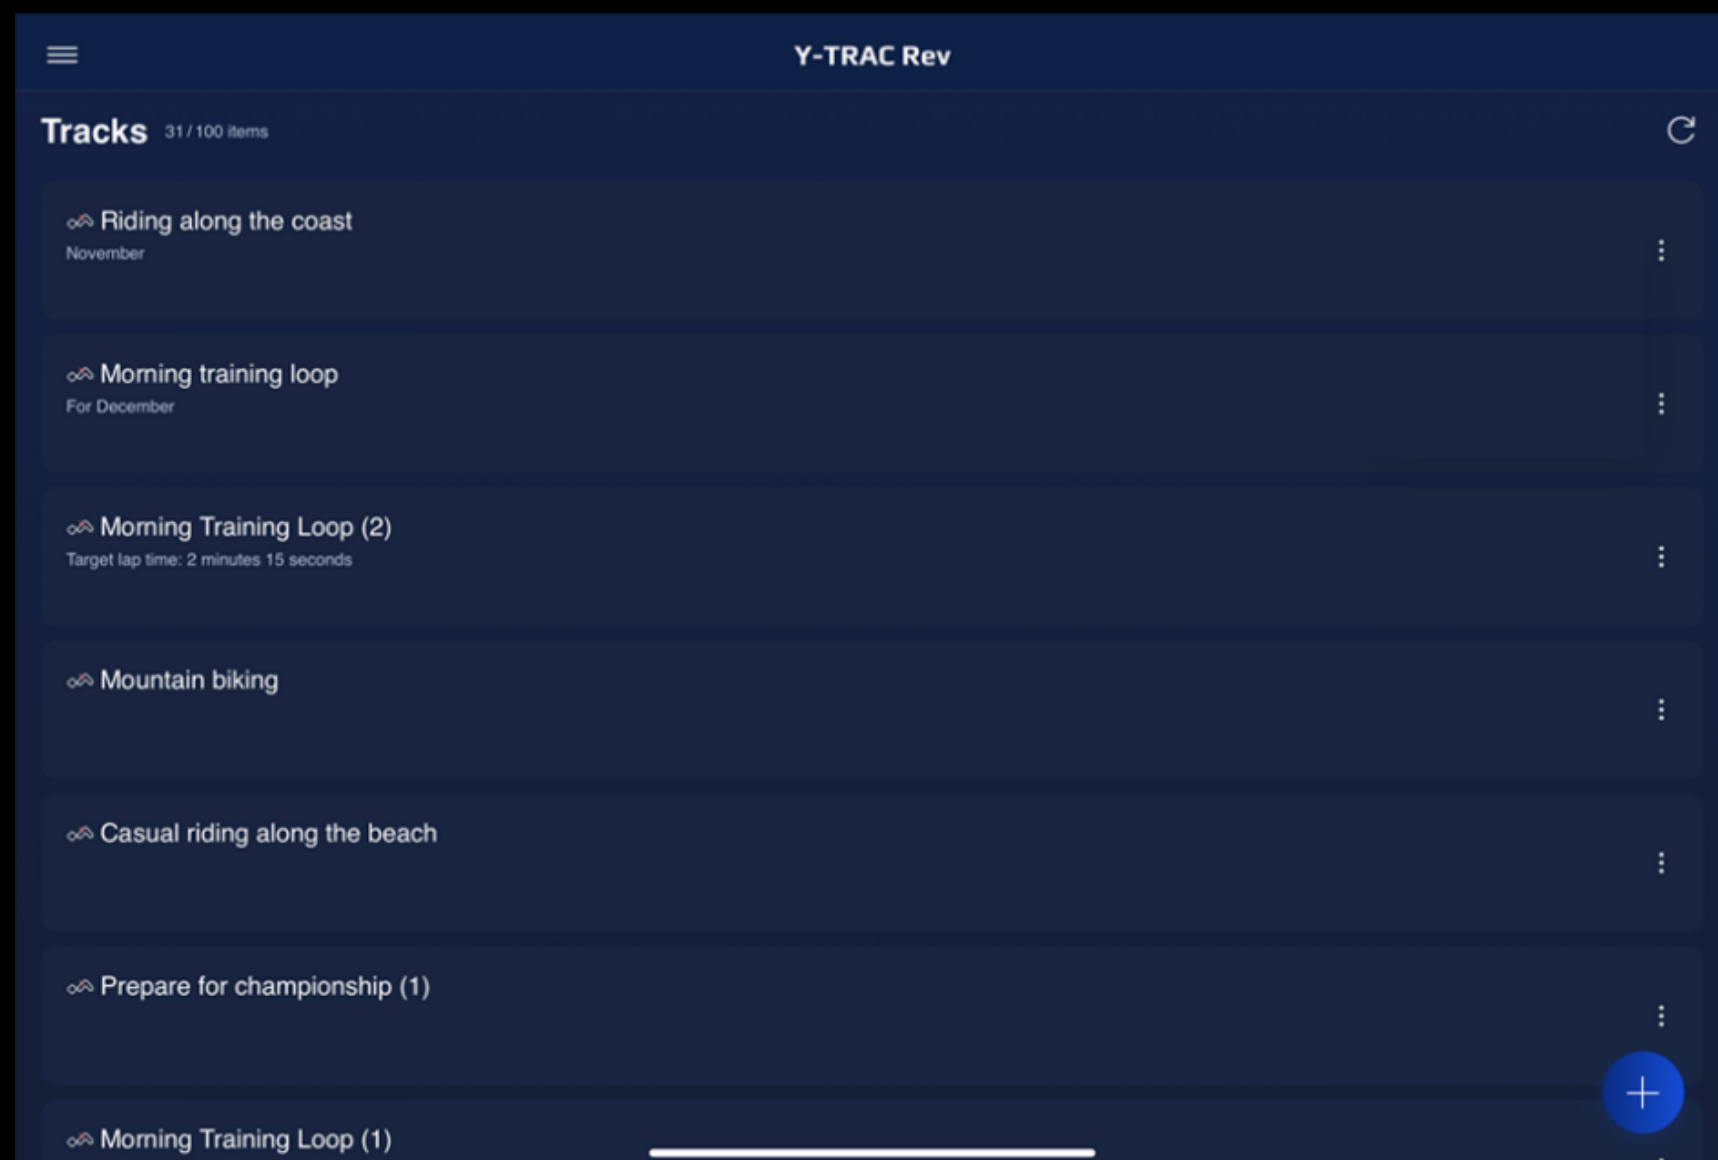 Y-TRAC Rev
Tracks 31/100 items
Riding along the coast
November
Morning training loop
For December
Morning Training Loop (2)
Target lap time: 2 minutes 15 seconds
Mountain biking
Casual riding along the beach
Prepare for championship (1)
Morning Training Loop (1)